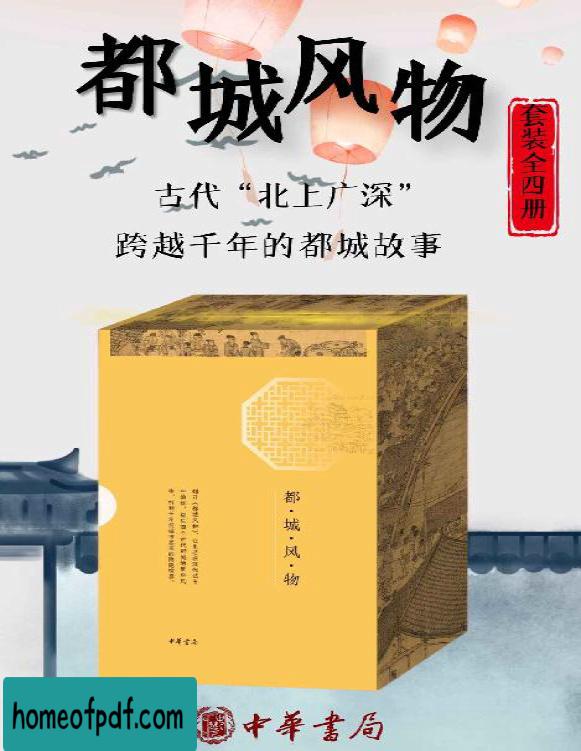 都城风物
套装全四册
古代“北上广深”
跨越千年的都城故事
都·城·风·物
中華書局
homeofpdf.com
中華書局